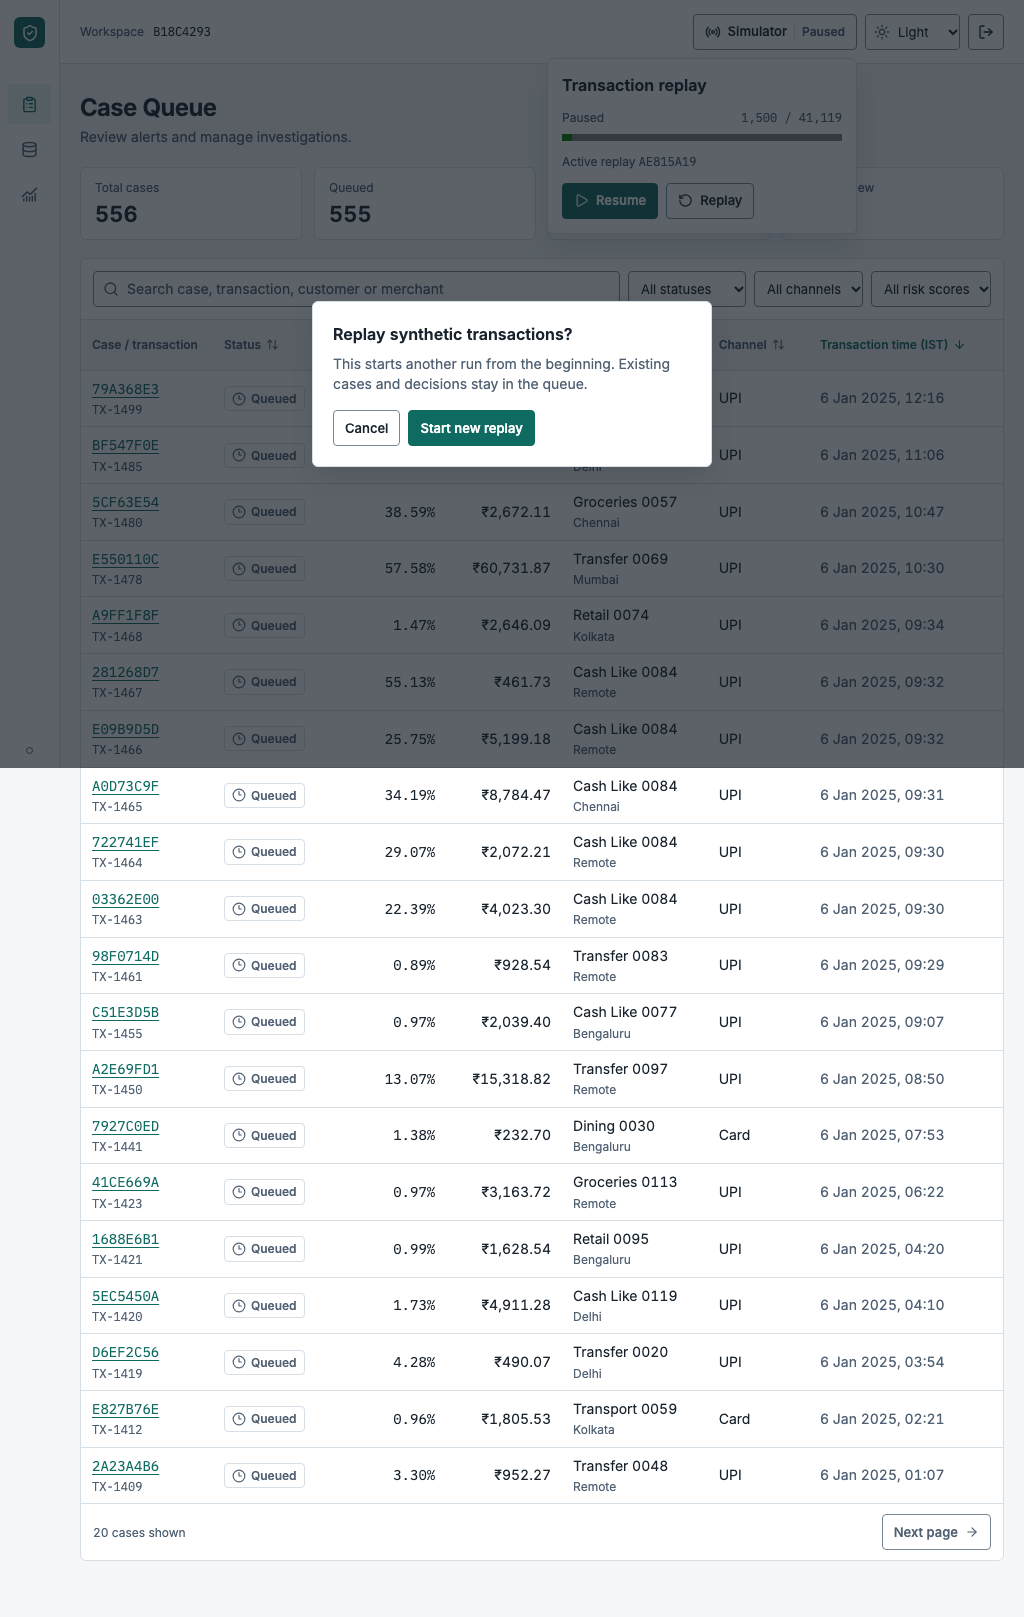 Workspace B18C4293
Simulator Paused
Light
Transaction replay
Paused 1,500 / 41,119
Active replay AE815A19
Resume Replay
Case Queue
Review alerts and manage investigations.
Total cases
556
Queued
555
ew
Search case, transaction, customer or merchant
All statuses
All channels
All risk scores
Replay synthetic transactions?
This starts another run from the beginning. Existing
cases and decisions stay in the queue.
Cancel Start new replay
Case / transaction Status Channel Transaction time (IST)
79A368E3
TX-1499
Queued UPI 6 Jan 2025, 12:16
BF547F0E
TX-1485
Queued Delhi UPI 6 Jan 2025, 11:06
5CF63E54
TX-1480
Queued 38.59% ₹2,672.11 Groceries 0057
Chennai
UPI 6 Jan 2025, 10:47
E550110C
TX-1478
Queued 57.58% ₹60,731.87 Transfer 0069
Mumbai
UPI 6 Jan 2025, 10:30
A9FF1F8F
TX-1468
Queued 1.47% ₹2,646.09 Retail 0074
Kolkata
UPI 6 Jan 2025, 09:34
281268D7
TX-1467
Queued 55.13% ₹461.73 Cash Like 0084
Remote
UPI 6 Jan 2025, 09:32
E09B9D5D
TX-1466
Queued 25.75% ₹5,199.18 Cash Like 0084
Remote
UPI 6 Jan 2025, 09:32
A0D73C9F
TX-1465
Queued 34.19% ₹8,784.47 Cash Like 0084
Chennai
UPI 6 Jan 2025, 09:31
722741EF
TX-1464
Queued 29.07% ₹2,072.21 Cash Like 0084
Remote
UPI 6 Jan 2025, 09:30
03362E00
TX-1463
Queued 22.39% ₹4,023.30 Cash Like 0084
Remote
UPI 6 Jan 2025, 09:30
98F0714D
TX-1461
Queued 0.89% ₹928.54 Transfer 0083
Remote
UPI 6 Jan 2025, 09:29
C51E3D5B
TX-1455
Queued 0.97% ₹2,039.40 Cash Like 0077
Bengaluru
UPI 6 Jan 2025, 09:07
A2E69FD1
TX-1450
Queued 13.07% ₹15,318.82 Transfer 0097
Remote
UPI 6 Jan 2025, 08:50
7927C0ED
TX-1441
Queued 1.38% ₹232.70 Dining 0030
Bengaluru
Card 6 Jan 2025, 07:53
41CE669A
TX-1423
Queued 0.97% ₹3,163.72 Groceries 0113
Remote
UPI 6 Jan 2025, 06:22
1688E6B1
TX-1421
Queued 0.99% ₹1,628.54 Retail 0095
Bengaluru
UPI 6 Jan 2025, 04:20
5EC5450A
TX-1420
Queued 1.73% ₹4,911.28 Cash Like 0119
Delhi
UPI 6 Jan 2025, 04:10
D6EF2C56
TX-1419
Queued 4.28% ₹490.07 Transfer 0020
Delhi
UPI 6 Jan 2025, 03:54
E827B76E
TX-1412
Queued 0.96% ₹1,805.53 Transport 0059
Kolkata
Card 6 Jan 2025, 02:21
2A23A4B6
TX-1409
Queued 3.30% ₹952.27 Transfer 0048
Remote
UPI 6 Jan 2025, 01:07
20 cases shown
Next page